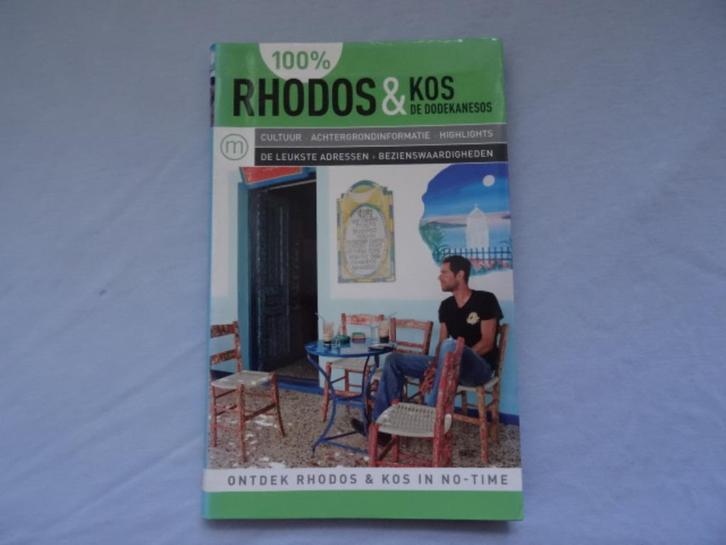 100%
RHODOS & KOS
DE DODEKANESOS
m
CULTUUR · ACHTERGRONDINFORMATIE · HIGHLIGHTS
DE LEUKSTE ADRESSEN · BEZIENSWAARDIGHEDEN
ONTDEK RHODOS & KOS IN NO-TIME